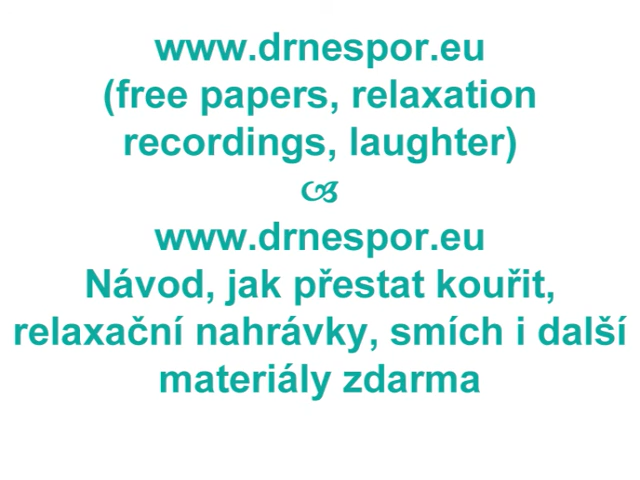 www.drnespor.eu
(free papers, relaxation
recordings, laughter)
www.drnespor.eu
Návod, jak přestat kouřit,
relaxační nahrávky, smích i další
materiály zdarma